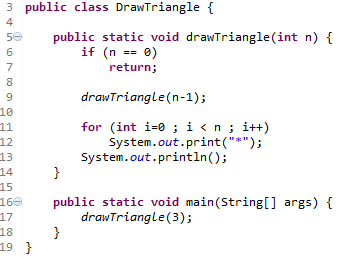 3 public class DrawTriangle {
4
5 public static void drawTriangle(int n) {
6 if (n == 0)
7 return;
8
9 drawTriangle(n-1);
10
11 for (int i=0 ; i < n ; i++)
12 System.out.print("*");
13 System.out.println();
14 }
15
16 public static void main(String[] args) {
17 drawTriangle(3);
18 }
19 }